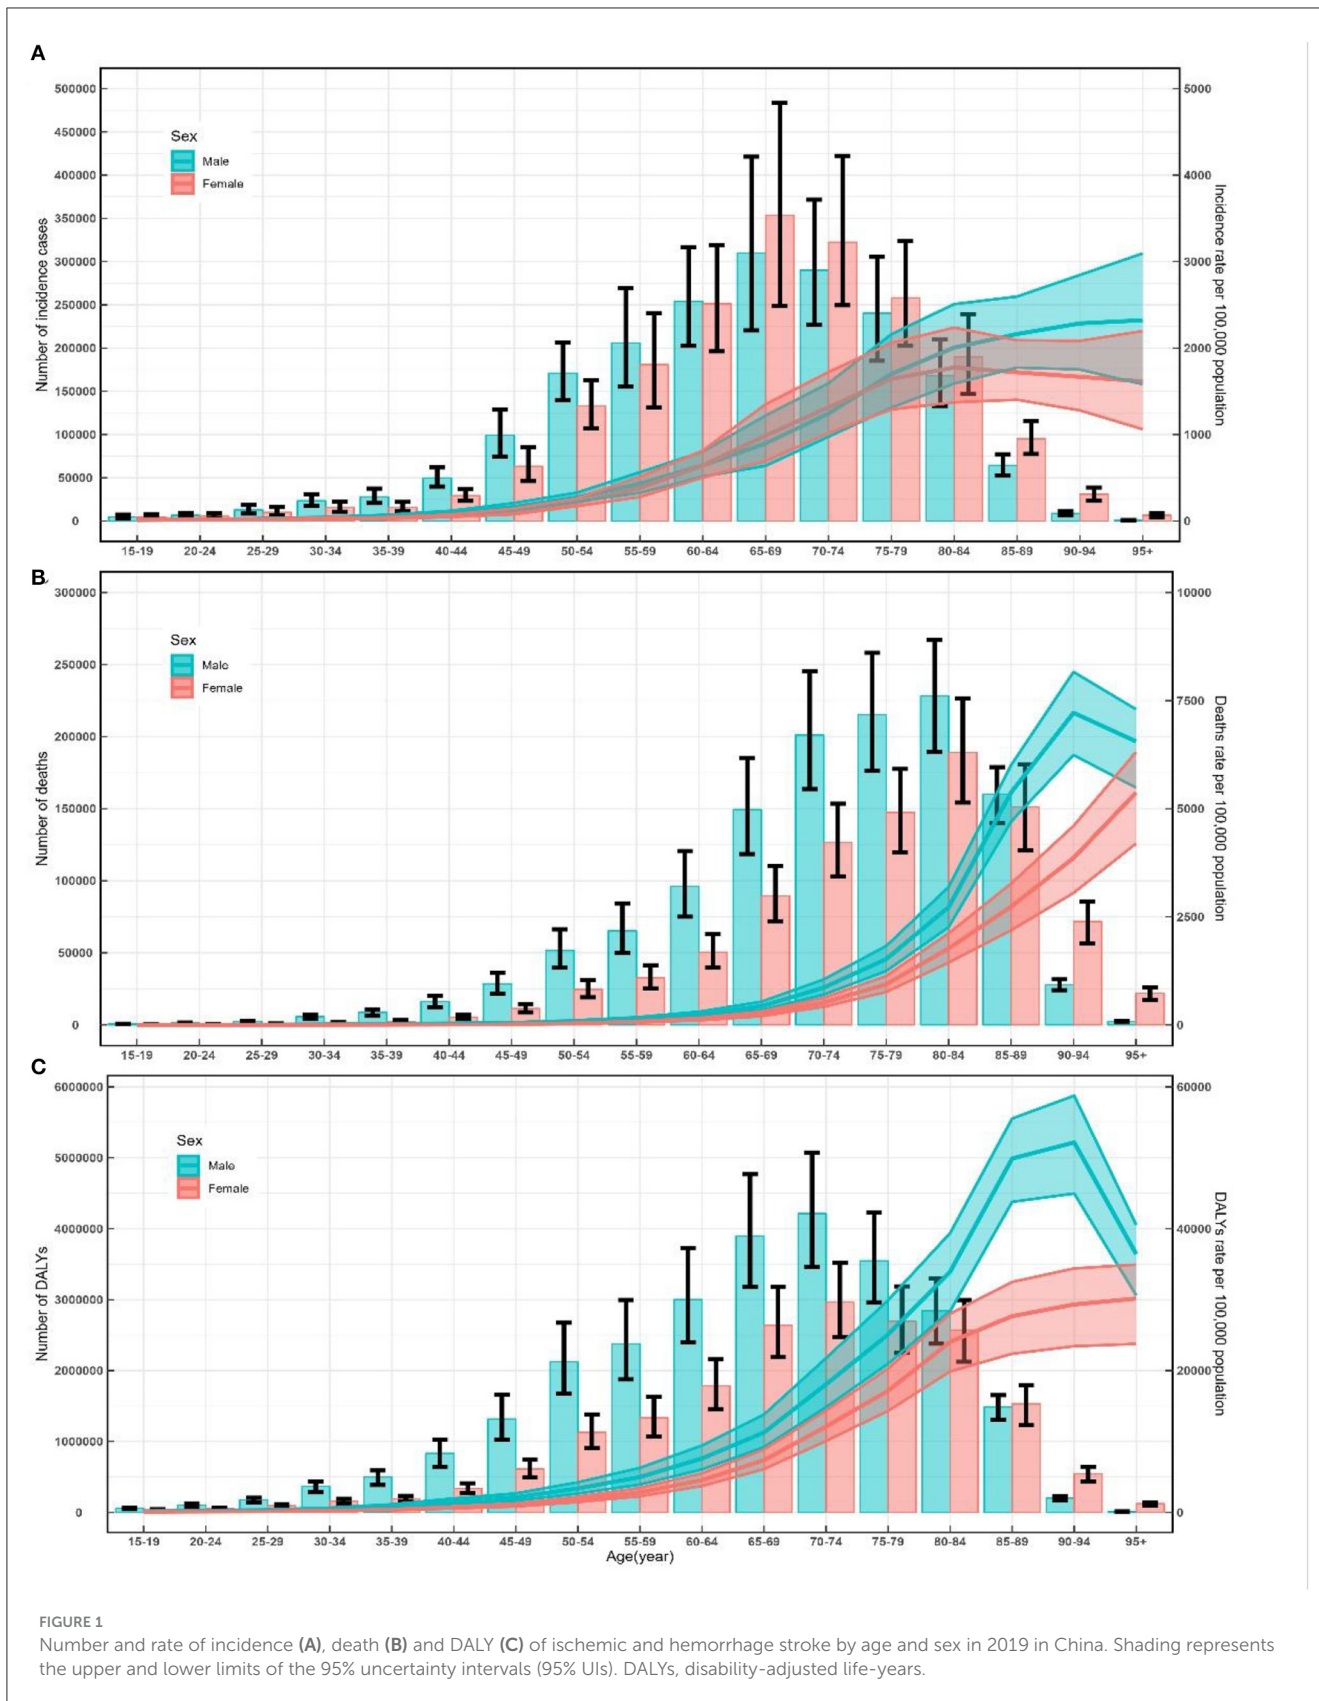 A
500000
450000
400000
350000
300000
250000
200000
150000
100000
50000
0
Number of incidence cases
Sex
Male
Female
5000
4000
3000
2000
1000
0
Incidence rate per 100,000 population
15-19 20-24 25-29 30-34 35-39 40-44 45-49 50-54 55-59 60-64 65-69 70-74 75-79 80-84 85-89 90-94 95+
B
300000
250000
200000
150000
100000
50000
0
Number of deaths
Sex
Male
Female
10000
7500
5000
2500
0
Deaths rate per 100,000 population
15-19 20-24 25-29 30-34 35-39 40-44 45-49 50-54 55-59 60-64 65-69 70-74 75-79 80-84 85-89 90-94 95+
C
6000000
5000000
4000000
3000000
2000000
1000000
0
Number of DALYs
Sex
Male
Female
60000
40000
20000
0
DALYs rate per 100,000 population
15-19 20-24 25-29 30-34 35-39 40-44 45-49 50-54 55-59 60-64 65-69 70-74 75-79 80-84 85-89 90-94 95+
Age(year)
FIGURE 1
Number and rate of incidence (A), death (B) and DALY (C) of ischemic and hemorrhage stroke by age and sex in 2019 in China. Shading represents
the upper and lower limits of the 95% uncertainty intervals (95% UIs). DALYs, disability-adjusted life-years.